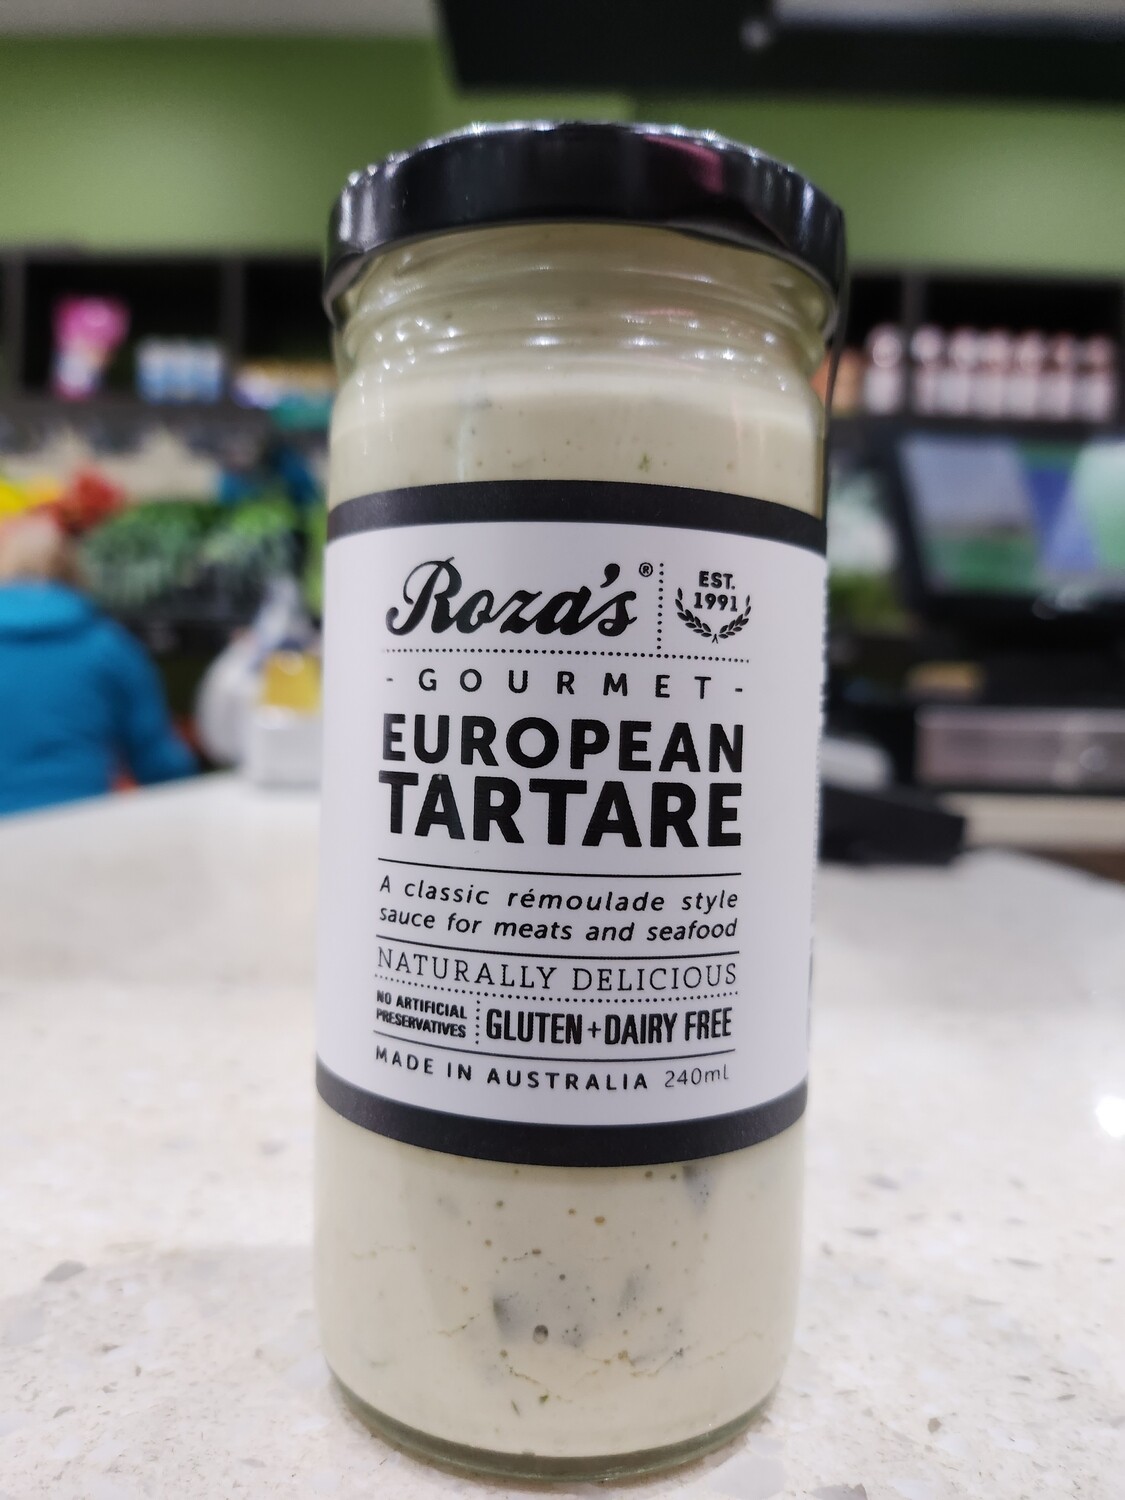 Roza's®
EST.
1991
- GOURMET -
EUROPEAN
TARTARE
A classic rémoulade style
sauce for meats and seafood
NATURALLY DELICIOUS
NO ARTIFICIAL
PRESERVATIVES
GLUTEN + DAIRY FREE
MADE IN AUSTRALIA 240ml